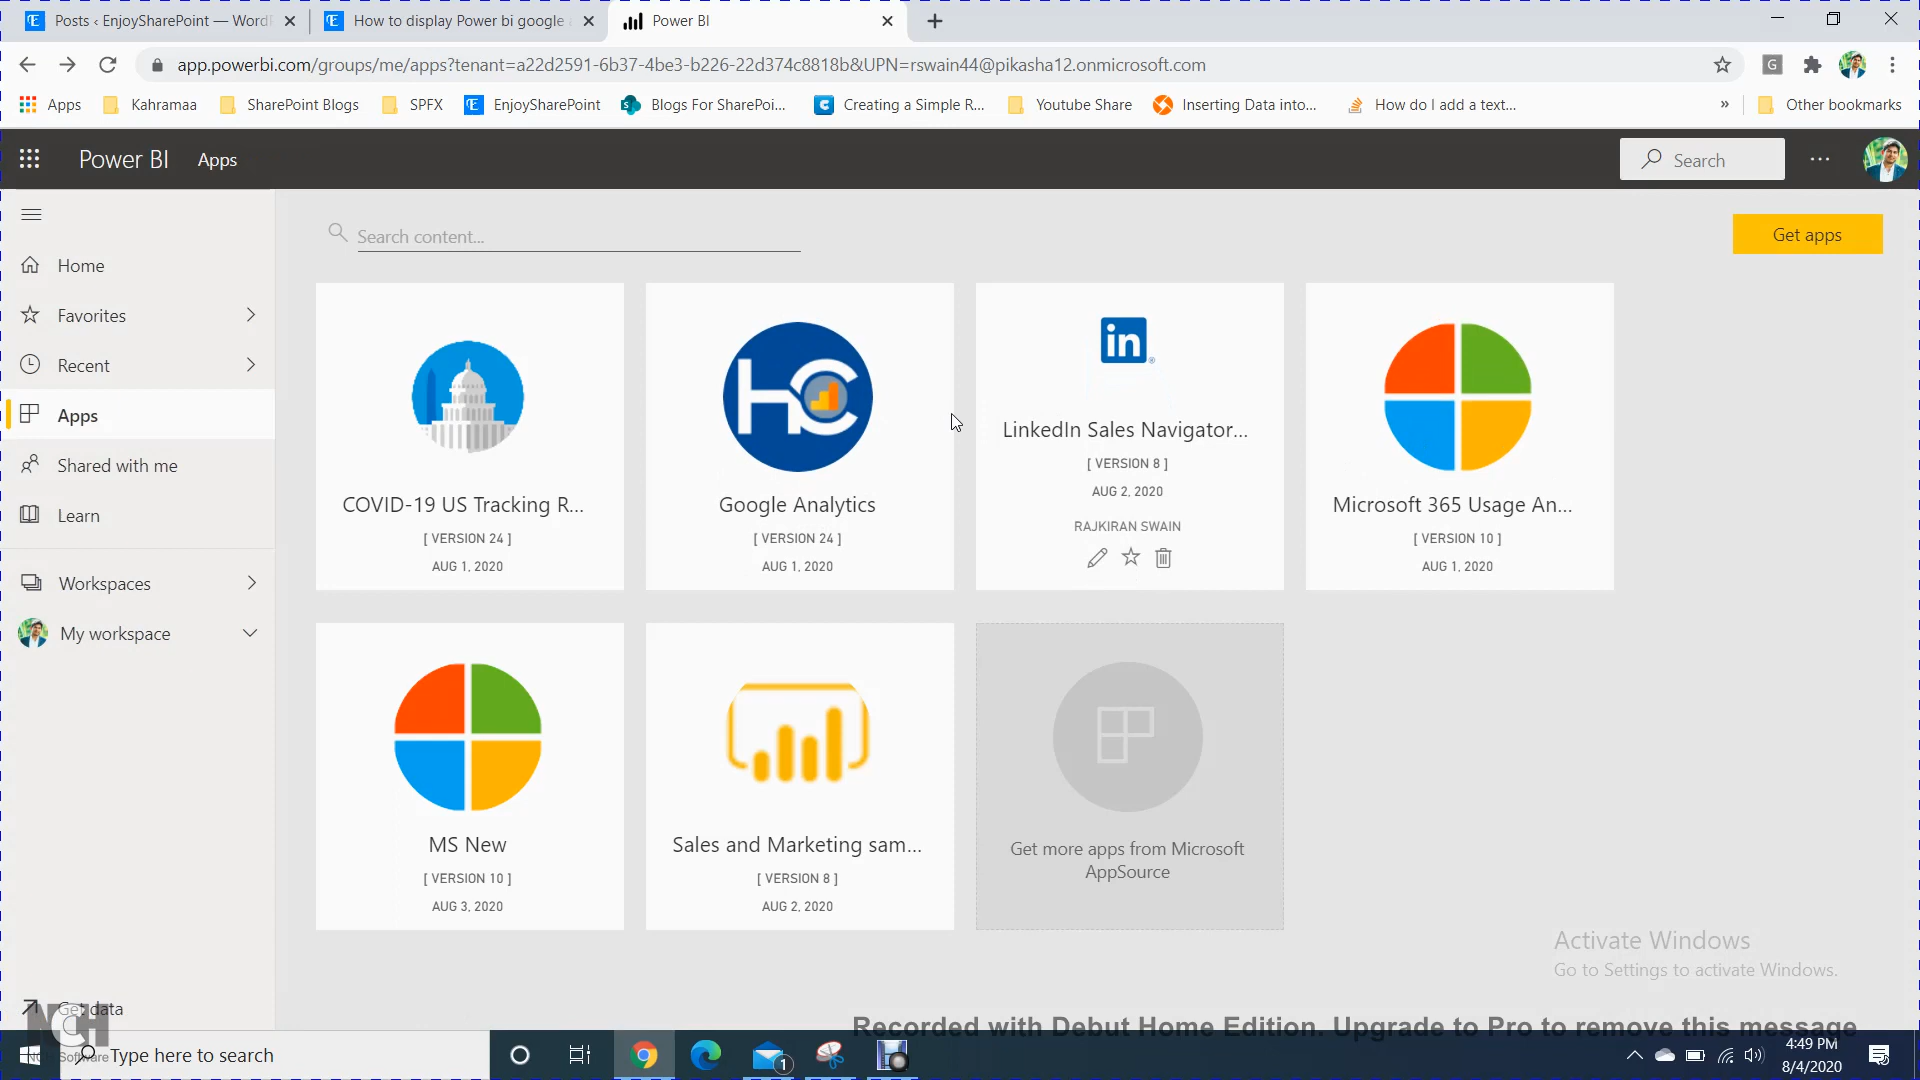 Posts ‹ EnjoySharePoint — Word
How to display Power bi google
Power BI
app.powerbi.com/groups/me/apps?tenant=a22d2591-6b37-4be3-b226-22d374c8818b&UPN=rswain44@pikasha12.onmicrosoft.com
G
Apps
Kahramaa
SharePoint Blogs
SPFX
EnjoySharePoint
Blogs For SharePoi...
Creating a Simple R...
Youtube Share
Inserting Data into...
How do I add a text...
»
Other bookmarks
Power BI
Apps
Search
Search content...
Get apps
Home
Favorites
Recent
Apps
Shared with me
Learn
Workspaces
My workspace
Get data
HC
in
COVID-19 US Tracking R...
[ VERSION 24 ]
AUG 1, 2020
Google Analytics
[ VERSION 24 ]
AUG 1, 2020
LinkedIn Sales Navigator...
[ VERSION 8 ]
AUG 2, 2020
RAJKIRAN SWAIN
Microsoft 365 Usage An...
[ VERSION 10 ]
AUG 1, 2020
MS New
[ VERSION 10 ]
AUG 3, 2020
Sales and Marketing sam...
[ VERSION 8 ]
AUG 2, 2020
Get more apps from Microsoft
AppSource
Activate Windows
Go to Settings to activate Windows.
NCH
NCH Software
Recorded with Debut Home Edition. Upgrade to Pro to remove this message
Type here to search
1
4:49 PM
8/4/2020